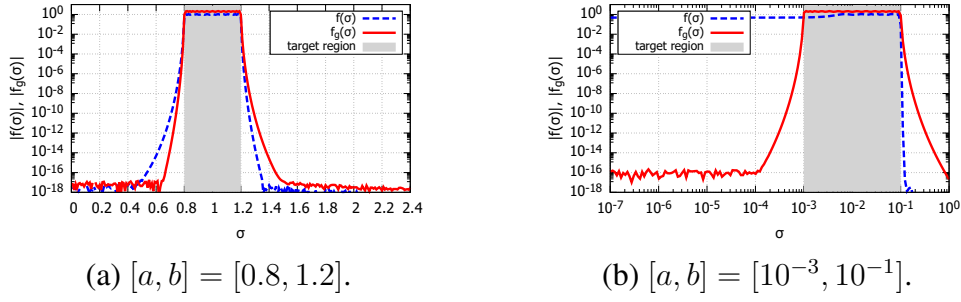 |f(σ)|, |f_g(σ)|
10^0
10^-2
10^-4
10^-6
10^-8
10^-10
10^-12
10^-14
10^-16
10^-18
f(σ)
f_g(σ)
target region
0 0.2 0.4 0.6 0.8 1 1.2 1.4 1.6 1.8 2 2.2 2.4
σ
(a) [a, b] = [0.8, 1.2].
|f(σ)|, |f_g(σ)|
10^0
10^-2
10^-4
10^-6
10^-8
10^-10
10^-12
10^-14
10^-16
10^-18
f(σ)
f_g(σ)
target region
10^-7 10^-6 10^-5 10^-4 10^-3 10^-2 10^-1 10^0
σ
(b) [a, b] = [10^-3, 10^-1].